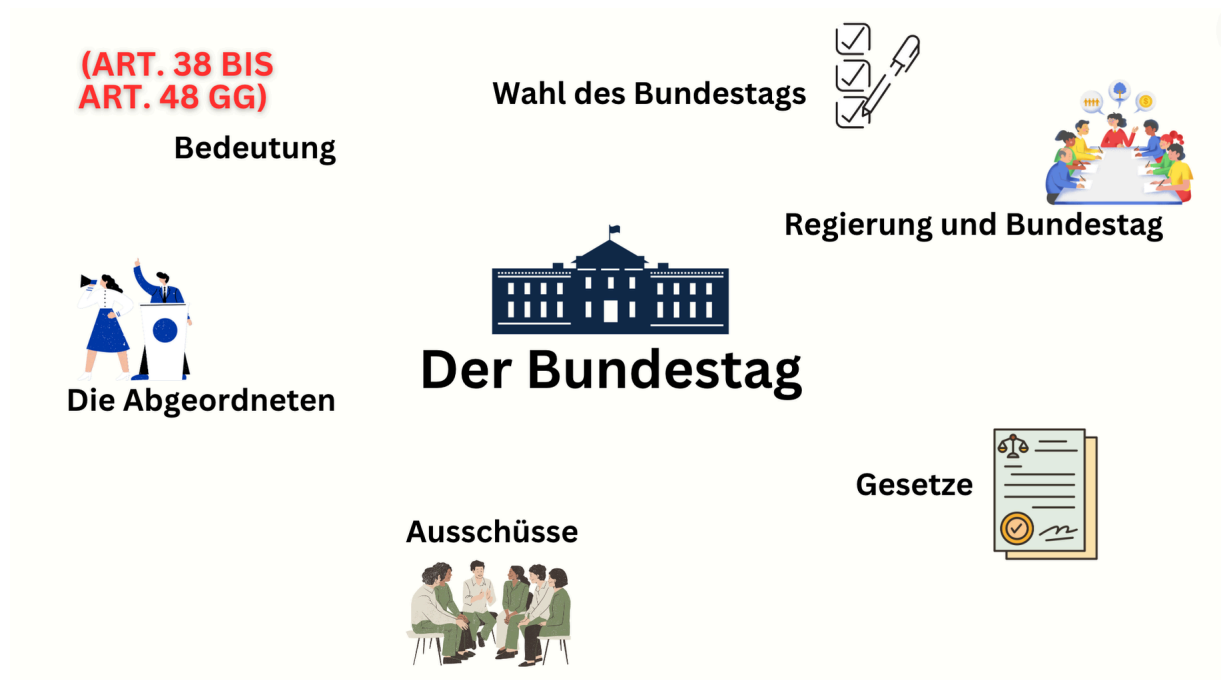 (ART. 38 BIS
ART. 48 GG)
Bedeutung
Wahl des Bundestags
Regierung und Bundestag
Der Bundestag
Die Abgeordneten
Gesetze
Ausschüsse